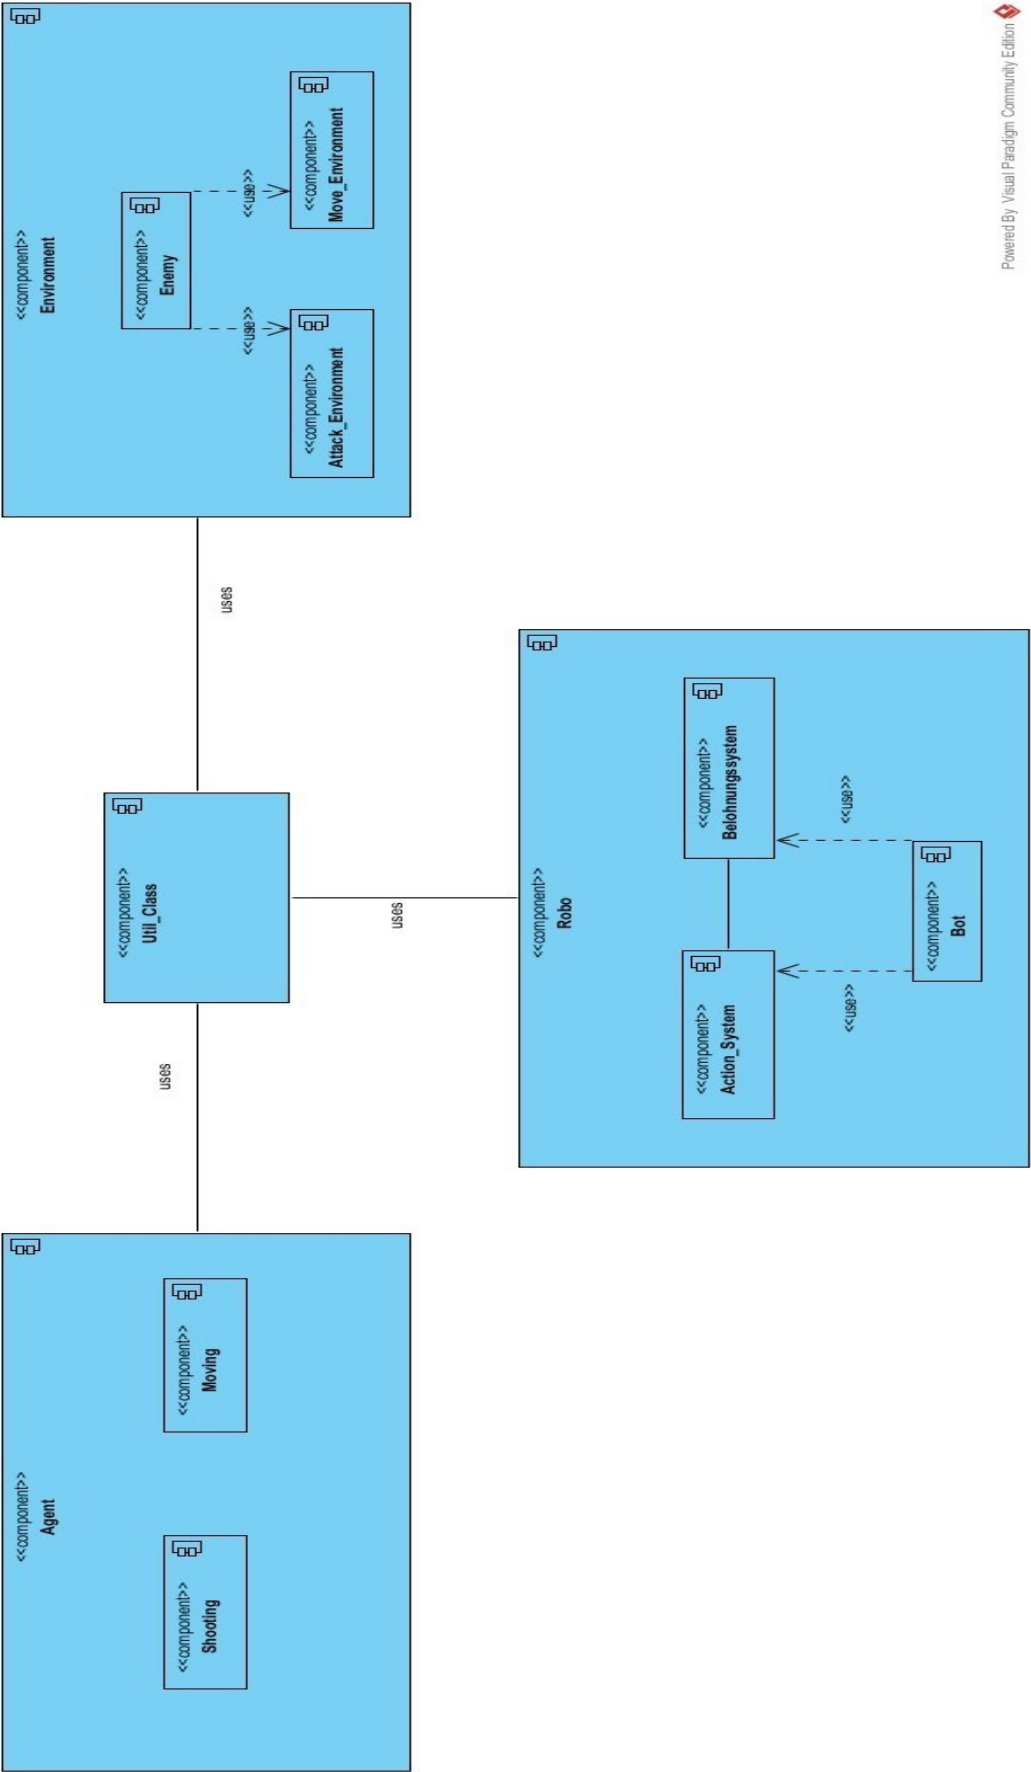 <<component>>
Agent
<<component>>
Shooting
<<component>>
Moving
uses
<<component>>
Util_Class
uses
uses
<<component>>
Environment
<<component>>
Enemy
<<use>>
<<use>>
<<component>>
Attack_Environment
<<component>>
Move_Environment
<<component>>
Robo
<<component>>
Action_System
<<component>>
Belohnungssystem
<<use>>
<<use>>
<<component>>
Bot
Powered By Visual Paradigm Community Edition